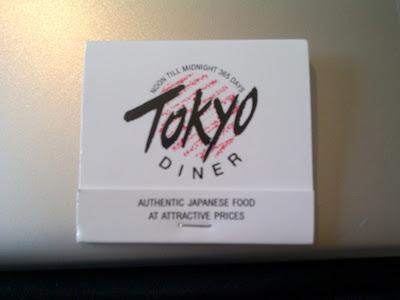 NOON TILL MIDNIGHT 365 DAYS
TOKYO
DINER
AUTHENTIC JAPANESE FOOD
AT ATTRACTIVE PRICES